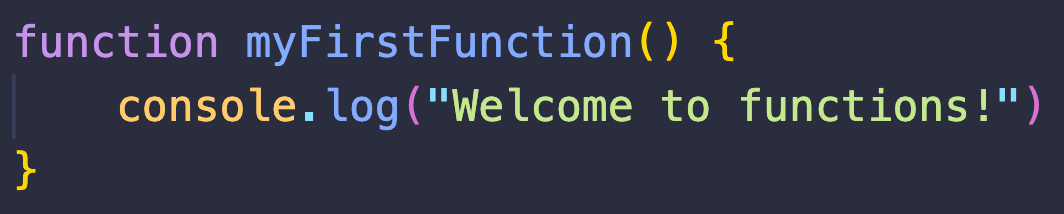 function myFirstFunction() {
    console.log("Welcome to functions!")
}